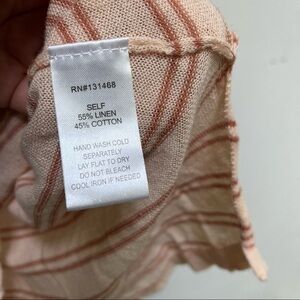 RN#131468
SELF
55% LINEN
45% COTTON
HAND WASH COLD
SEPARATELY
LAY FLAT TO DRY
DO NOT BLEACH
COOL IRON IF NEEDED